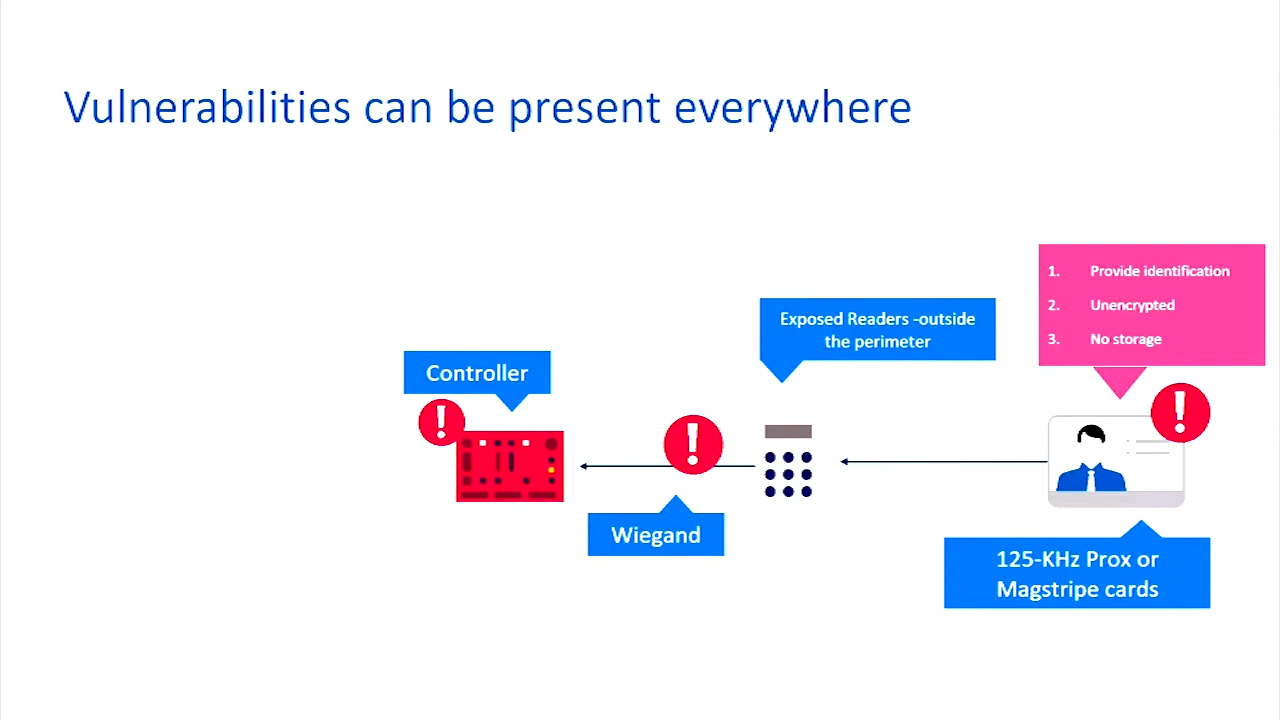 Vulnerabilities can be present everywhere
1. Provide identification
2. Unencrypted
3. No storage
Exposed Readers -outside
the perimeter
Controller
Wiegand
125-KHz Prox or
Magstripe cards